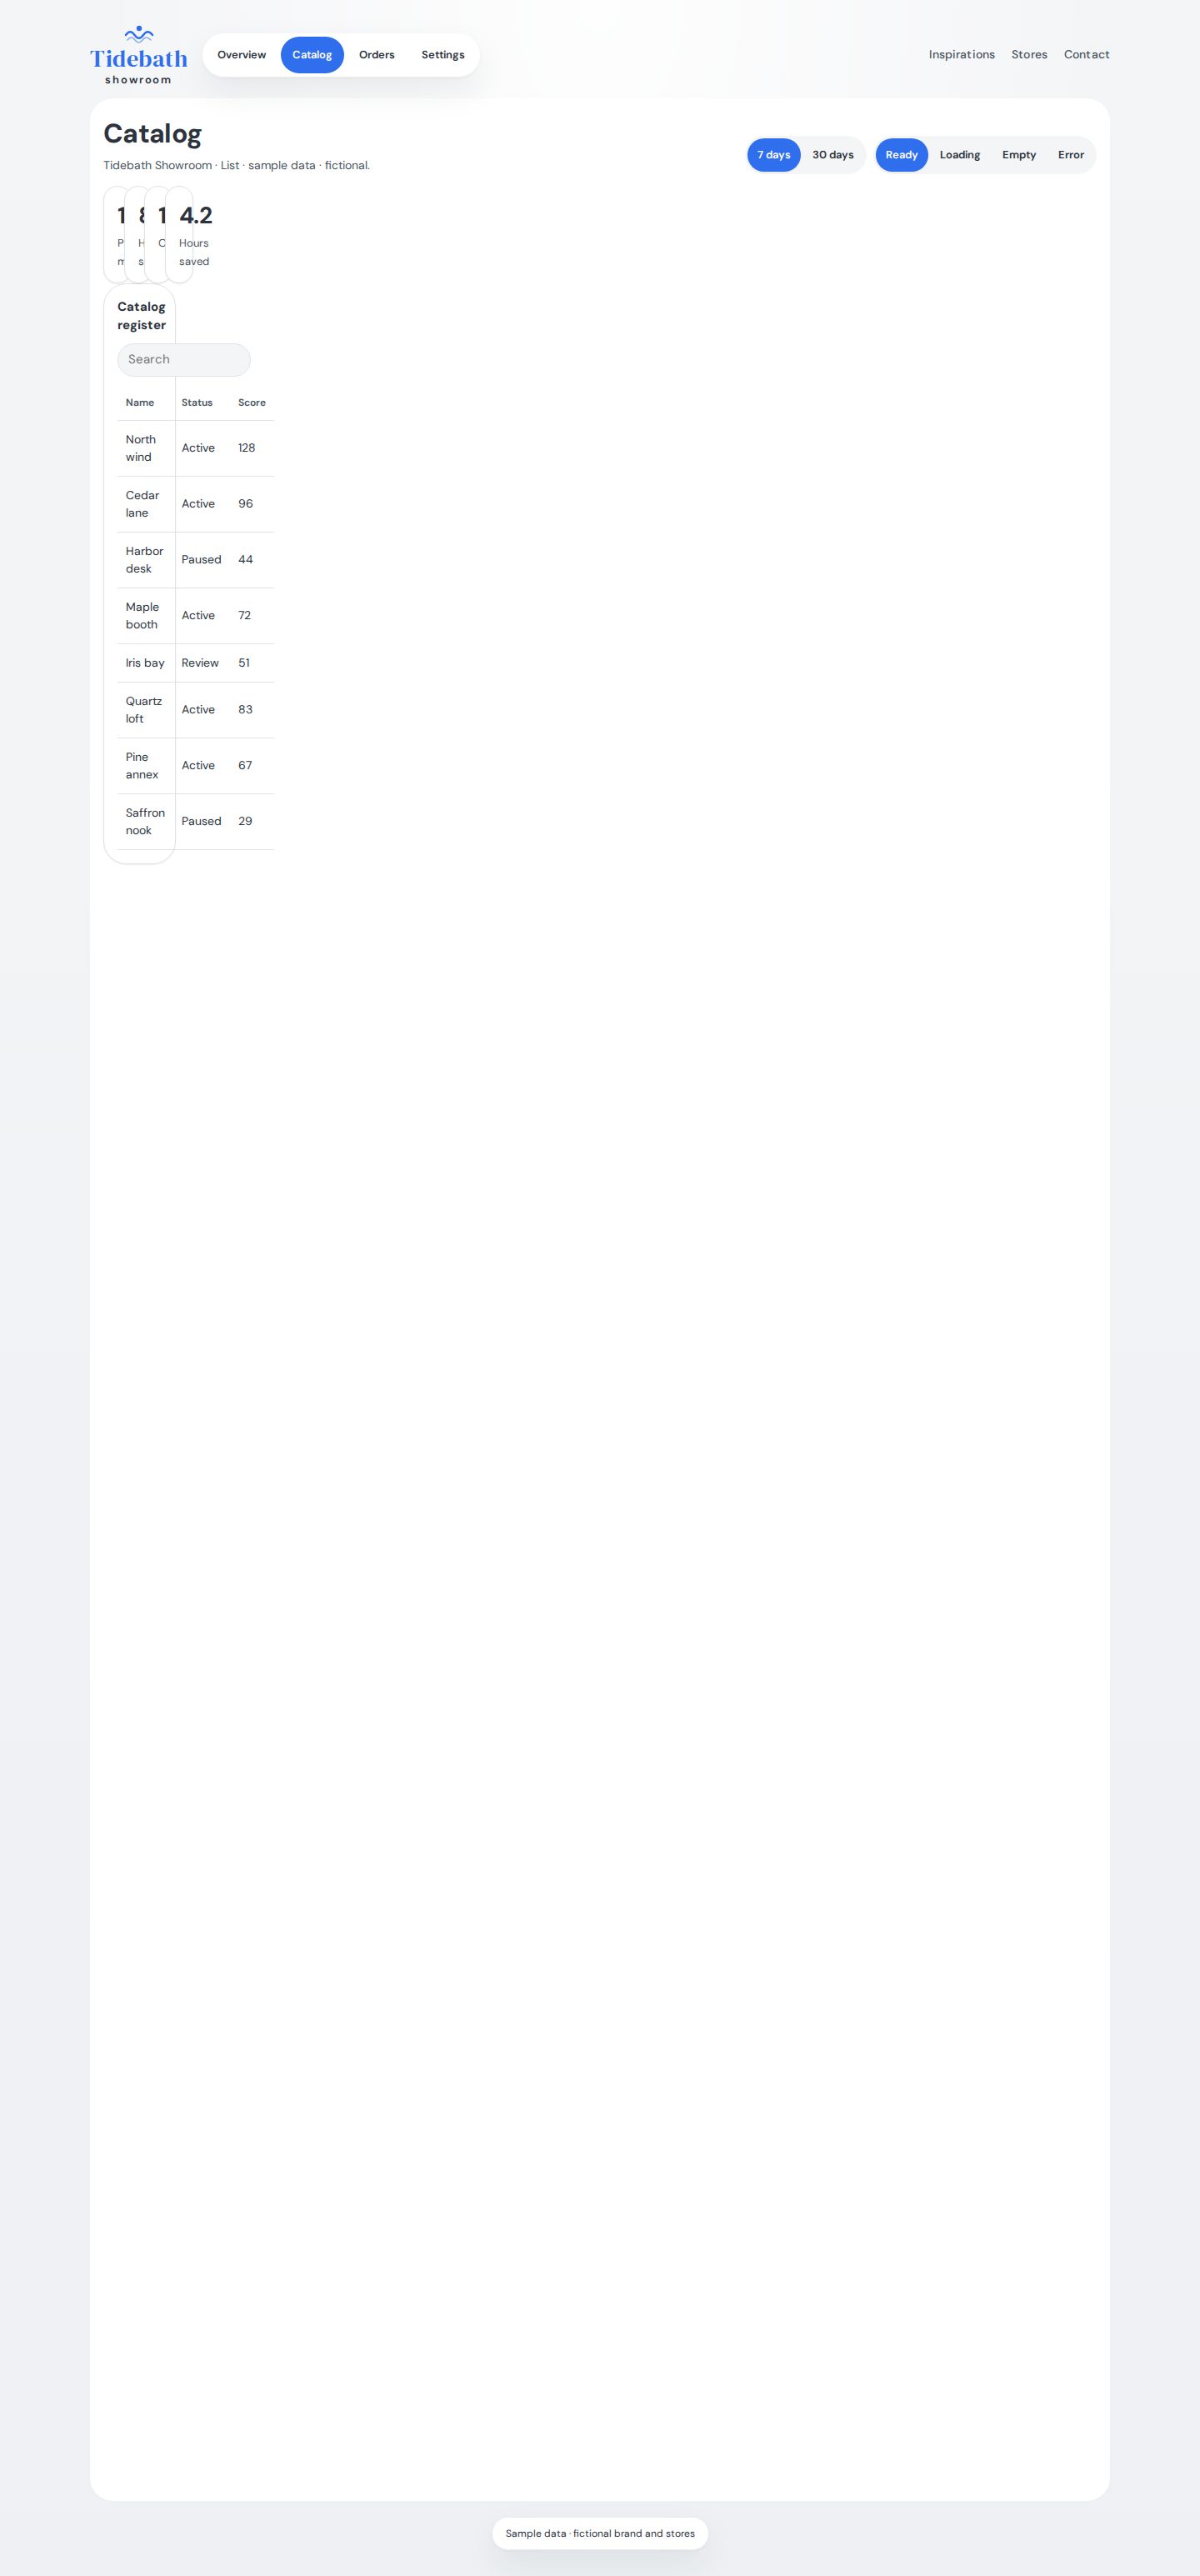 Tidebath
showroom
Overview
Catalog
Orders
Settings
Inspirations
Stores
Contact
Catalog
Tidebath Showroom · List · sample data · fictional.
7 days
30 days
Ready
Loading
Empty
Error
4.2
Hours
saved
Catalog
register
Search
Name Status Score
North
wind
Active 128
Cedar
lane
Active 96
Harbor
desk
Paused 44
Maple
booth
Active 72
Iris bay Review 51
Quartz
loft
Active 83
Pine
annex
Active 67
Saffron
nook
Paused 29
Sample data · fictional brand and stores